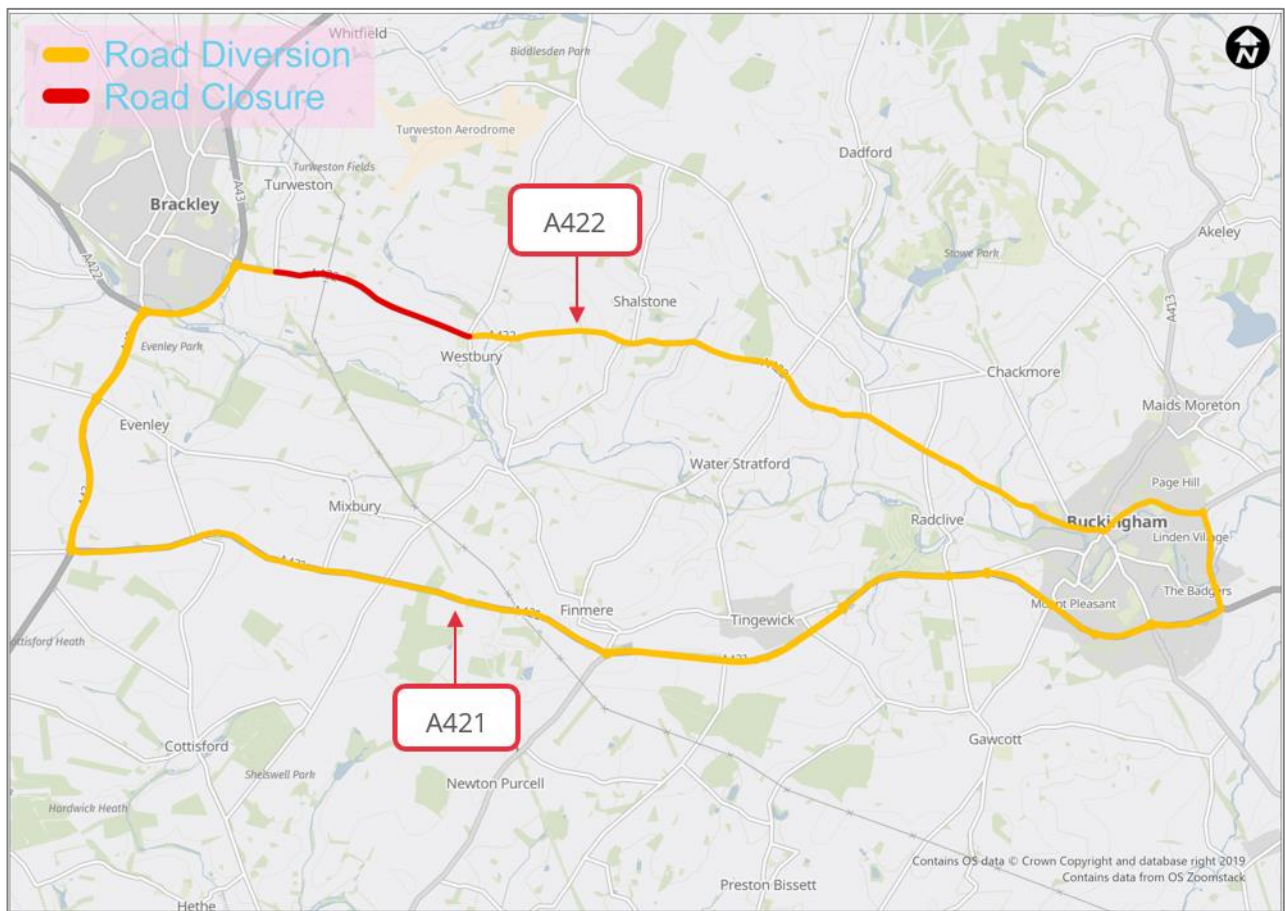 Road Diversion
Road Closure
Whitfield
Biddlesden Park
N
Turweston Aerodrome
Dadford
Turweston Fields
Turweston
A43
Brackley
A422
Akeley
Stowe Park
A422
Shalstone
A413
Evenley Park
A422
Westbury
Chackmore
Maids Moreton
Evenley
Water Stratford
Page Hill
Mixbury
Radclive
Buckingham
Linden Village
A421
The Badgers
Mount Pleasant
Finmere
Tingewick
A421
Cottisford
Gawcott
Shelswell Park
Newton Purcell
Hardwick Heath
Contains OS data © Crown Copyright and database right 2019
Contains data from OS Zoomstack
Preston Bissett
Hethe